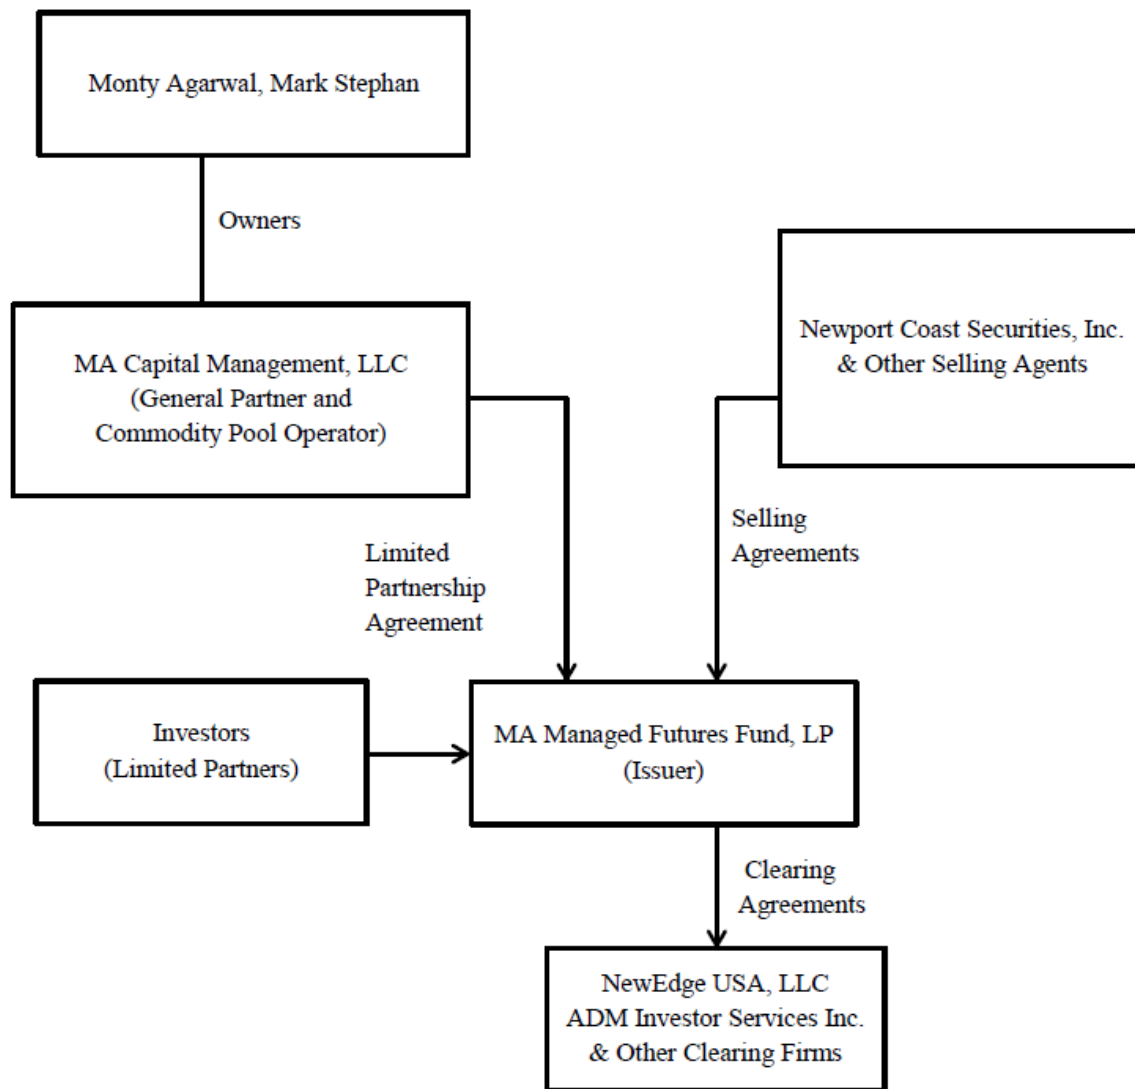 Monty Agarwal, Mark Stephan
Owners
MA Capital Management, LLC
(General Partner and
Commodity Pool Operator)
Newport Coast Securities, Inc.
& Other Selling Agents
Limited
Partnership
Agreement
Selling
Agreements
Investors
(Limited Partners)
MA Managed Futures Fund, LP
(Issuer)
Clearing
Agreements
NewEdge USA, LLC
ADM Investor Services Inc.
& Other Clearing Firms